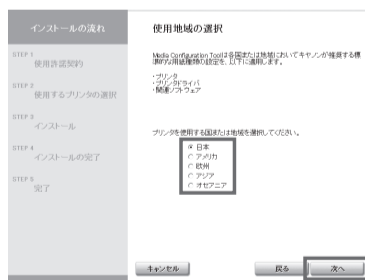 インストールの流れ
使用地域の選択
STEP 1
使用許諾契約
STEP 2
使用するプリンタの選択
STEP 3
インストール
STEP 4
インストールの完了
STEP 5
完了
Media Configuration Toolは各国または地域においてキヤノンが推奨する標
準的な用紙種類の設定を、以下に適用します。
・プリンタ
・プリンタドライバ
・関連ソフトウェア
プリンタを使用する国または地域を選択してください。
日本
アメリカ
欧州
アジア
オセアニア
キャンセル
戻る
次へ